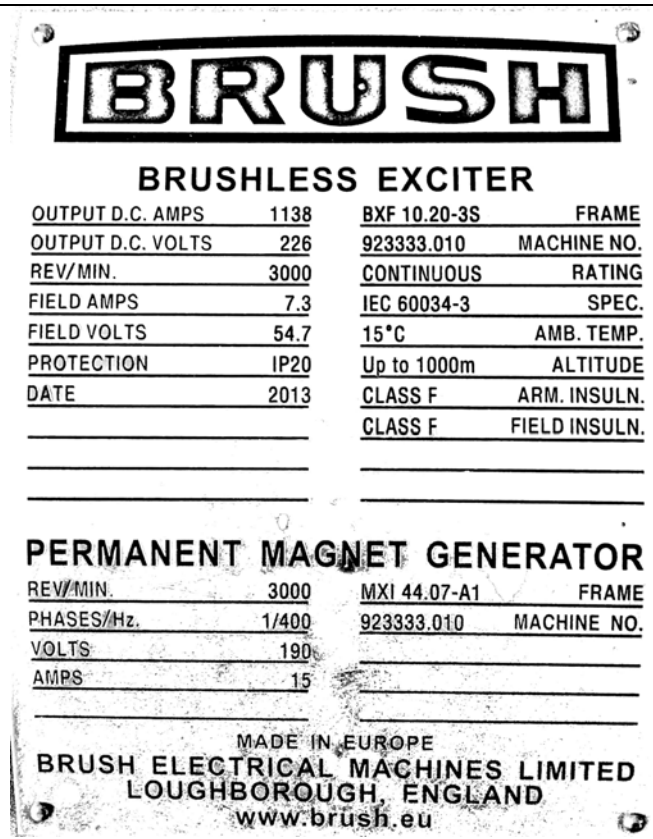 BRUSH
BRUSHLESS EXCITER
OUTPUT D.C. AMPS 1138
OUTPUT D.C. VOLTS 226
REV/MIN. 3000
FIELD AMPS 7.3
FIELD VOLTS 54.7
PROTECTION IP20
DATE 2013
BXF 10.20-3S FRAME
923333.010 MACHINE NO.
CONTINUOUS RATING
IEC 60034-3 SPEC.
15°C AMB. TEMP.
Up to 1000m ALTITUDE
CLASS F ARM. INSULN.
CLASS F FIELD INSULN.
PERMANENT MAGNET GENERATOR
REV/MIN. 3000
PHASES/Hz. 1/400
VOLTS 190
AMPS 15
MXI 44.07-A1 FRAME
923333.010 MACHINE NO.
MADE IN EUROPE
BRUSH ELECTRICAL MACHINES LIMITED
LOUGHBOROUGH, ENGLAND
www.brush.eu